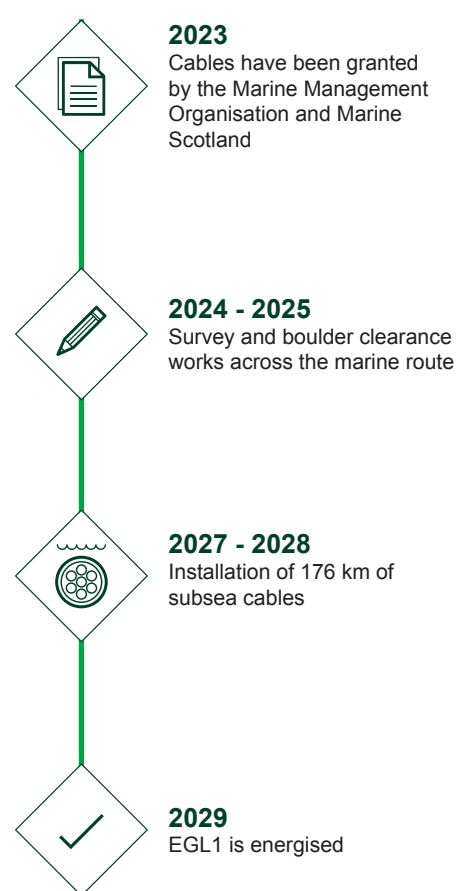 2023
Cables have been granted
by the Marine Management
Organisation and Marine
Scotland
2024 - 2025
Survey and boulder clearance
works across the marine route
2027 - 2028
Installation of 176 km of
subsea cables
2029
EGL1 is energised